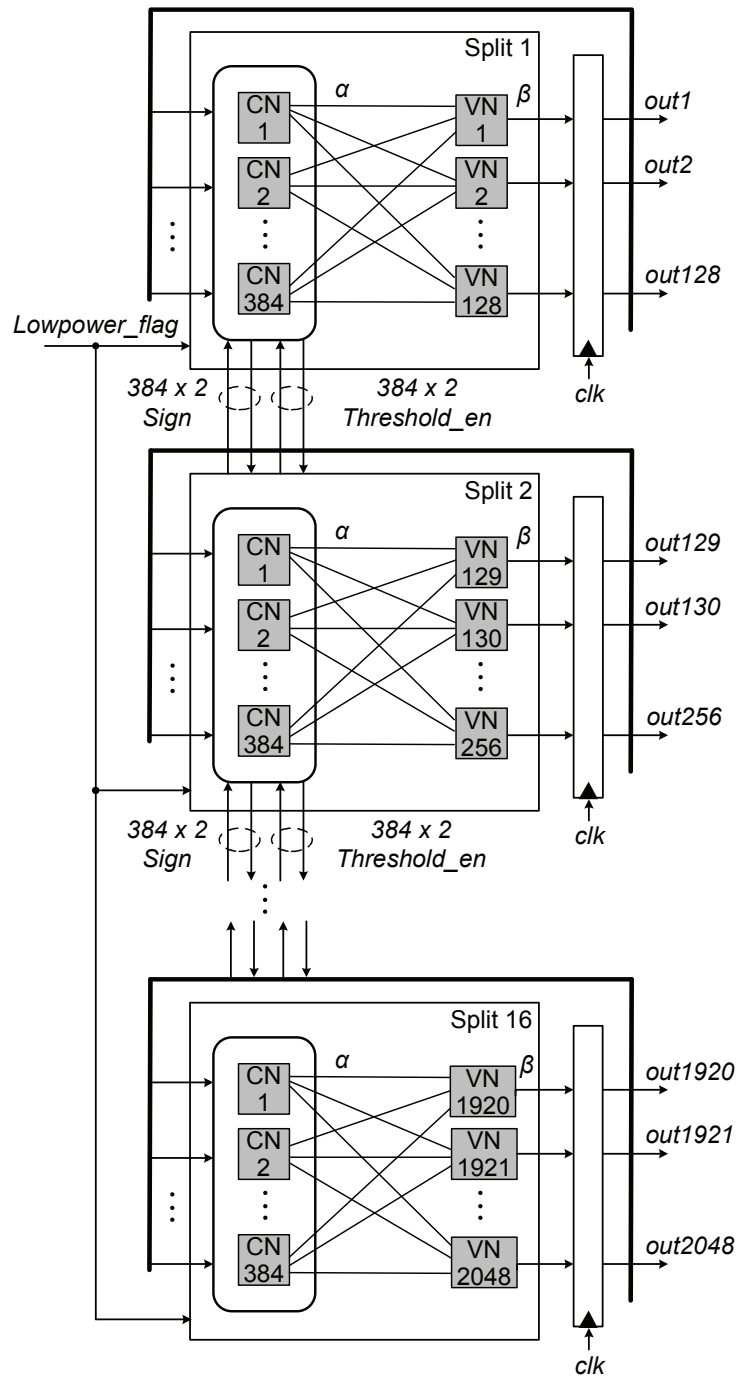 Split 1
CN
1
α
VN
1
β
out1
CN
2
VN
2
out2
CN
384
VN
128
out128
Lowpower_flag
clk
384 x 2
Sign
384 x 2
Threshold_en
Split 2
CN
1
α
VN
129
β
out129
CN
2
VN
130
out130
CN
384
VN
256
out256
clk
384 x 2
Sign
384 x 2
Threshold_en
Split 16
CN
1
α
VN
1920
β
out1920
CN
2
VN
1921
out1921
CN
384
VN
2048
out2048
clk